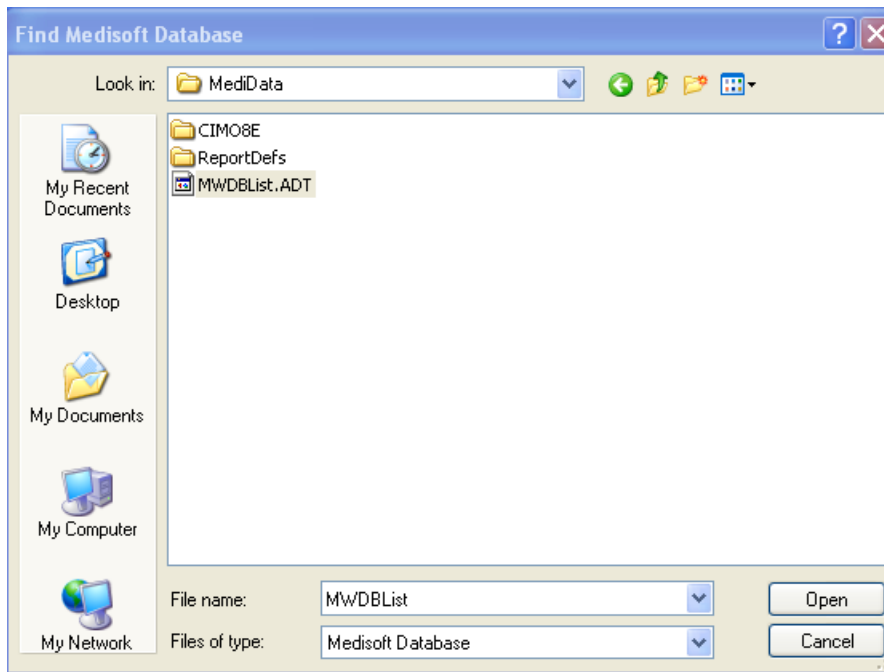 Find Medisoft Database
Look in: MediData
CIMO8E
ReportDefs
MWDBList.ADT
My Recent
Documents
Desktop
My Documents
My Computer
My Network
File name: MWDBList Open
Files of type: Medisoft Database Cancel